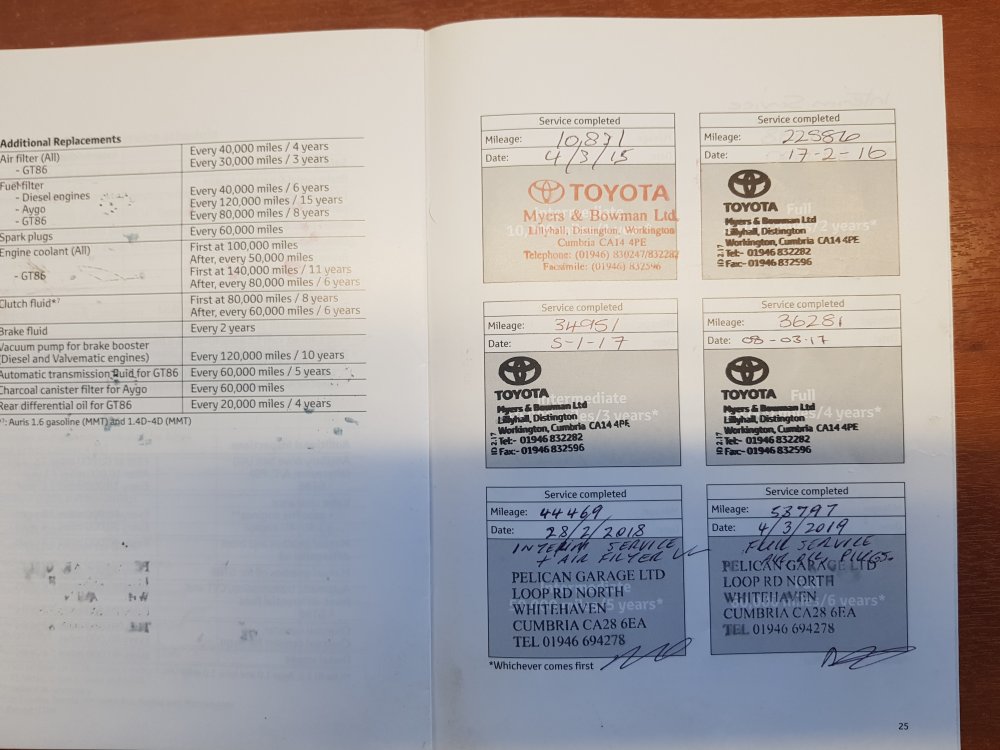 Additional Replacements
Air filter (All) Every 40,000 miles / 4 years
- GT86 Every 30,000 miles / 3 years
Fuel filter
- Diesel engines Every 40,000 miles / 6 years
- Aygo Every 120,000 miles / 15 years
- GT86 Every 80,000 miles / 8 years
Spark plugs Every 60,000 miles
Engine coolant (All) First at 100,000 miles
After, every 50,000 miles
- GT86 First at 140,000 miles / 11 years
After, every 80,000 miles / 6 years
Clutch fluid*7 First at 80,000 miles / 8 years
After, every 60,000 miles / 6 years
Brake fluid Every 2 years
Vacuum pump for brake booster
(Diesel and Valvematic engines) Every 120,000 miles / 10 years
Automatic transmission fluid for GT86 Every 60,000 miles / 5 years
Charcoal canister filter for Aygo Every 60,000 miles
Rear differential oil for GT86 Every 20,000 miles / 4 years
*7: Auris 1.6 gasoline (MMT) and 1.4D-4D (MMT)
Service completed
Mileage: 10,871
Date: 4/3/15
TOYOTA
Intermediate
Myers & Bowman Ltd.
Lillyhall, Distington, Workington
Cumbria CA14 4PE
Telephone: (01946) 830247/832282
Facsimile: (01946) 832596
Service completed
Mileage:
Date: 17-2-16
TOYOTA
Full
Myers & Bowman Ltd
/2 years*
Lillyhall, Distington
Workington, Cumbria CA14 4PE
Tel:- 01946 832282
Fax:- 01946 832596
Service completed
Mileage: 34951
Date: 5-1-17
TOYOTA
Intermediate
Myers & Bowman Ltd
/3 years*
Lillyhall, Distington
Workington, Cumbria CA14 4PE
Tel:- 01946 832282
Fax:- 01946 832596
Service completed
Mileage: 36281
Date: 08-03-17
TOYOTA
Full
Myers & Bowman Ltd
/4 years*
Lillyhall, Distington
Workington, Cumbria CA14 4PE
Tel:- 01946 832282
Fax:- 01946 832596
Service completed
Mileage: 44469
Date: 28/2/2018
INTERIM SERVICE
+ AIR FILTER
PELICAN GARAGE LTD
LOOP RD NORTH
Intermediate
WHITEHAVEN
/5 years*
CUMBRIA CA28 6EA
TEL 01946 694278
Service completed
Mileage: 53797
Date: 4/3/2019
FULL SERVICE
PLUGS.
PELICAN GARAGE LTD
LOOP RD NORTH
WHITEHAVEN
miles/6 years*
CUMBRIA CA28 6EA
TEL 01946 694278
*Whichever comes first
25